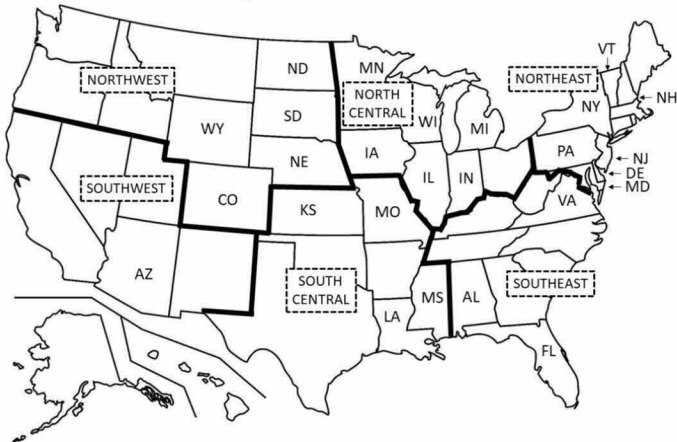 VT
NORTHWEST
ND
MN
NORTHEAST
NH
NORTH
CENTRAL
NY
WY
SD
WI
MI
NE
IA
PA
NJ
DE
MD
SOUTHWEST
CO
KS
MO
IL
IN
VA
AZ
SOUTH
CENTRAL
MS
AL
SOUTHEAST
LA
FL